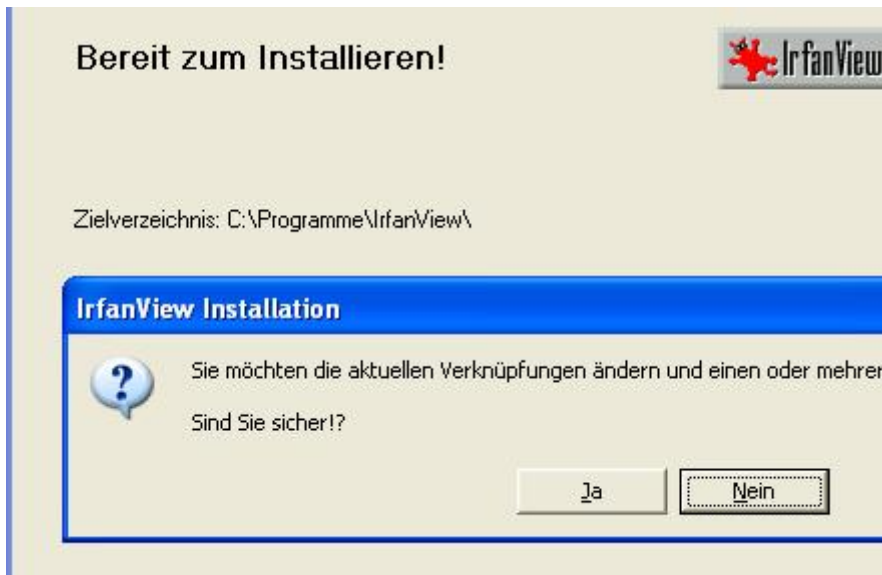 Bereit zum Installieren!
IrfanView
Zielverzeichnis: C:\Programme\IrfanView\
IrfanView Installation
Sie möchten die aktuellen Verknüpfungen ändern und einen oder mehrer
Sind Sie sicher!?
Ja
Nein